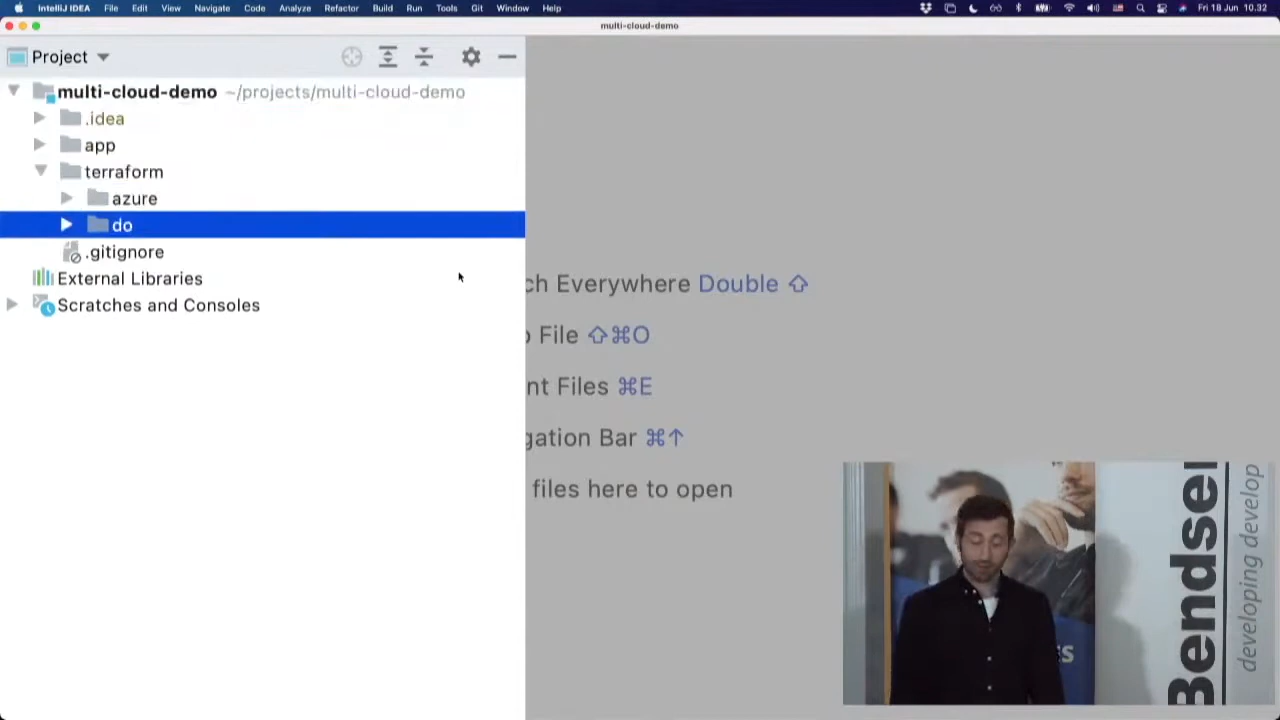 IntelliJ IDEA File Edit View Navigate Code Analyze Refactor Build Run Tools Git Window Help Fri 18 Jun 10.32
multi-cloud-demo
Project
multi-cloud-demo ~/projects/multi-cloud-demo
.idea
app
terraform
azure
do
.gitignore
External Libraries
Scratches and Consoles
ch Everywhere Double ⇧
File ⇧⌘O
nt Files ⌘E
gation Bar ⌘↑
files here to open
Bendsel
developing develop
ES